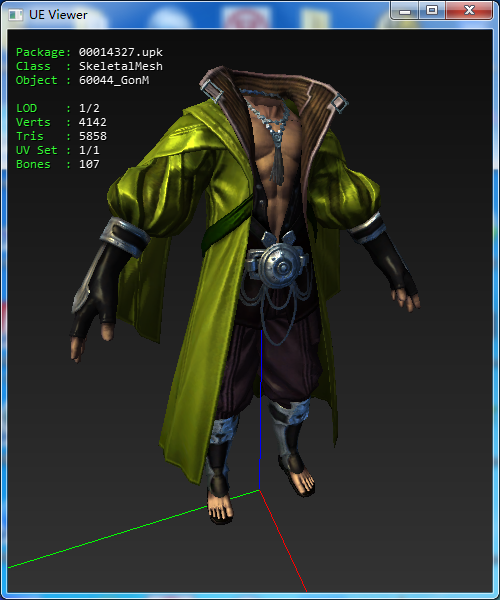 UE Viewer
Package: 00014327.upk
Class : SkeletalMesh
Object : 60044_GonM
LOD : 1/2
Verts : 4142
Tris : 5858
UV Set : 1/1
Bones : 107